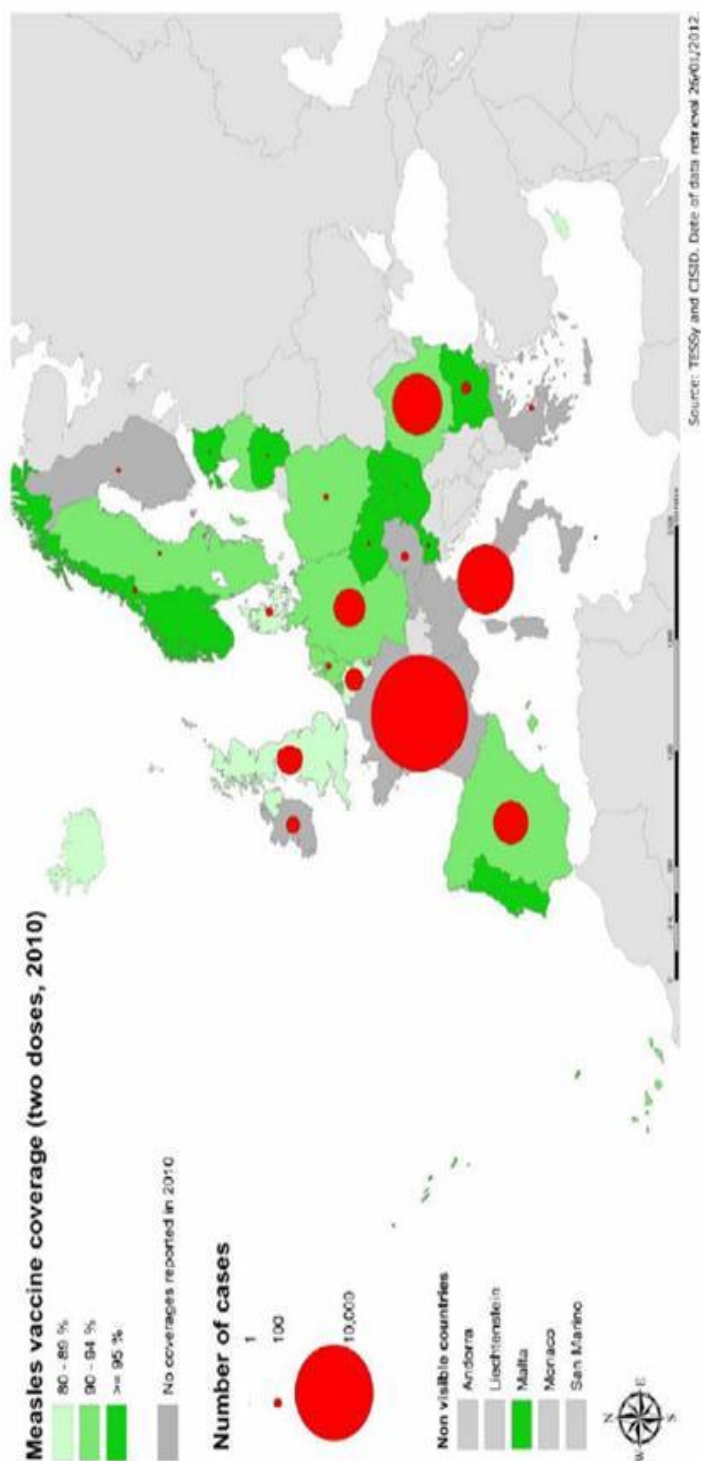 Measles vaccine coverage (two doses, 2010)
80 - 89 %
90 - 94 %
>= 95 %
No coverages reported in 2010
Number of cases
1
100
10,000
Non visible countries
Andorra
Liechtenstein
Malta
Monaco
San Marino
N
W
E
S
Source: TESSy and CISID. Date of data retrieval 26/01/2012.